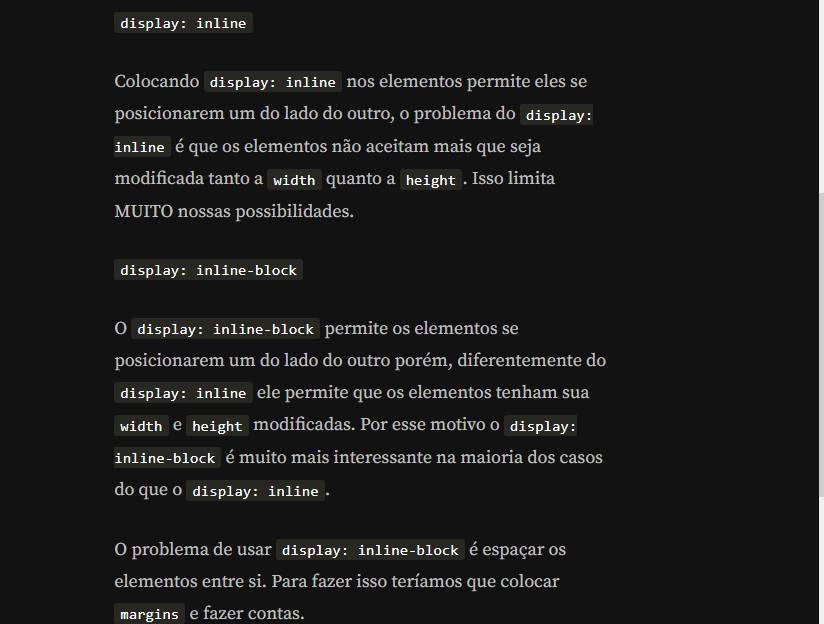 display: inline
Colocando display: inline nos elementos permite eles se
posicionarem um do lado do outro, o problema do display:
inline é que os elementos não aceitam mais que seja
modificada tanto a width quanto a height. Isso limita
MUITO nossas possibilidades.
display: inline-block
O display: inline-block permite os elementos se
posicionarem um do lado do outro porém, diferentemente do
display: inline ele permite que os elementos tenham sua
width e height modificadas. Por esse motivo o display:
inline-block é muito mais interessante na maioria dos casos
do que o display: inline.
O problema de usar display: inline-block é espaçar os
elementos entre si. Para fazer isso teríamos que colocar
margins e fazer contas.